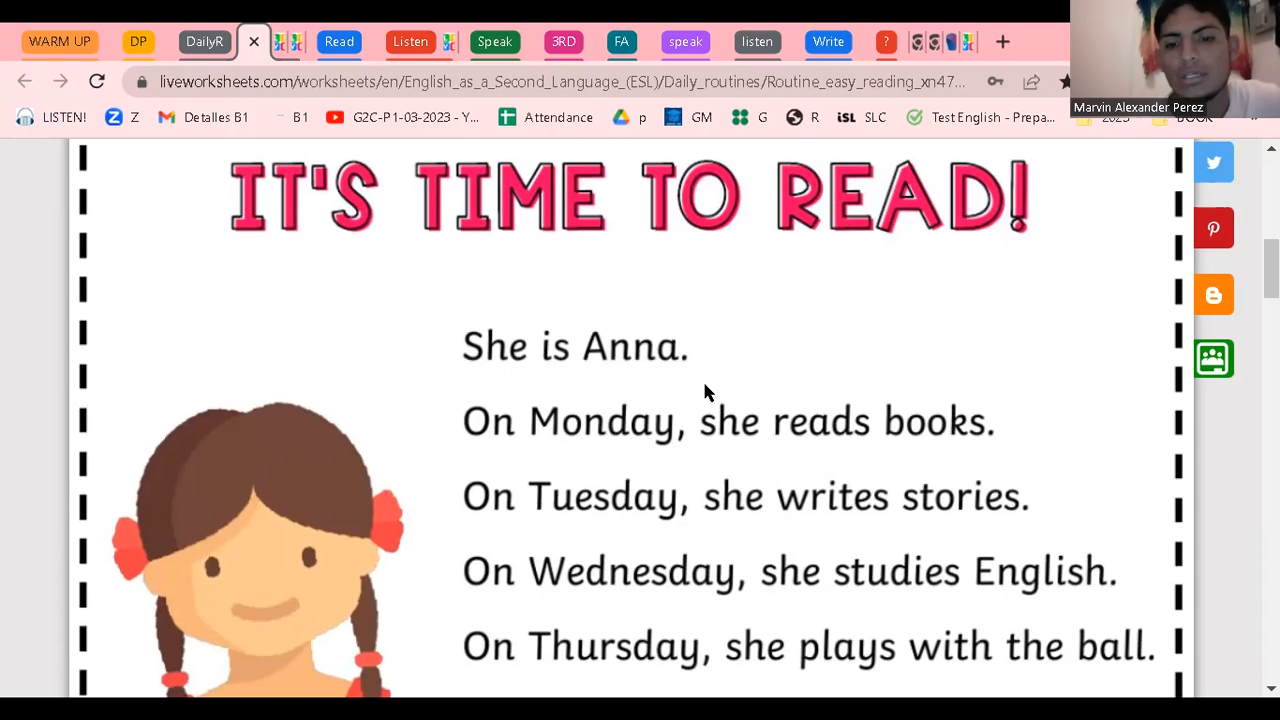 WARM UP DP DailyR Read Listen Speak 3RD FA speak listen Write ?
liveworksheets.com/worksheets/en/English_as_a_Second_Language_(ESL)/Daily_routines/Routine_easy_reading_xn47...
Marvin Alexander Perez
LISTEN! Z Detalles B1 B1 G2C-P1-03-2023 - Y... Attendance p GM G R SLC Test English - Prepa...
IT'S TIME TO READ!
She is Anna.
On Monday, she reads books.
On Tuesday, she writes stories.
On Wednesday, she studies English.
On Thursday, she plays with the ball.